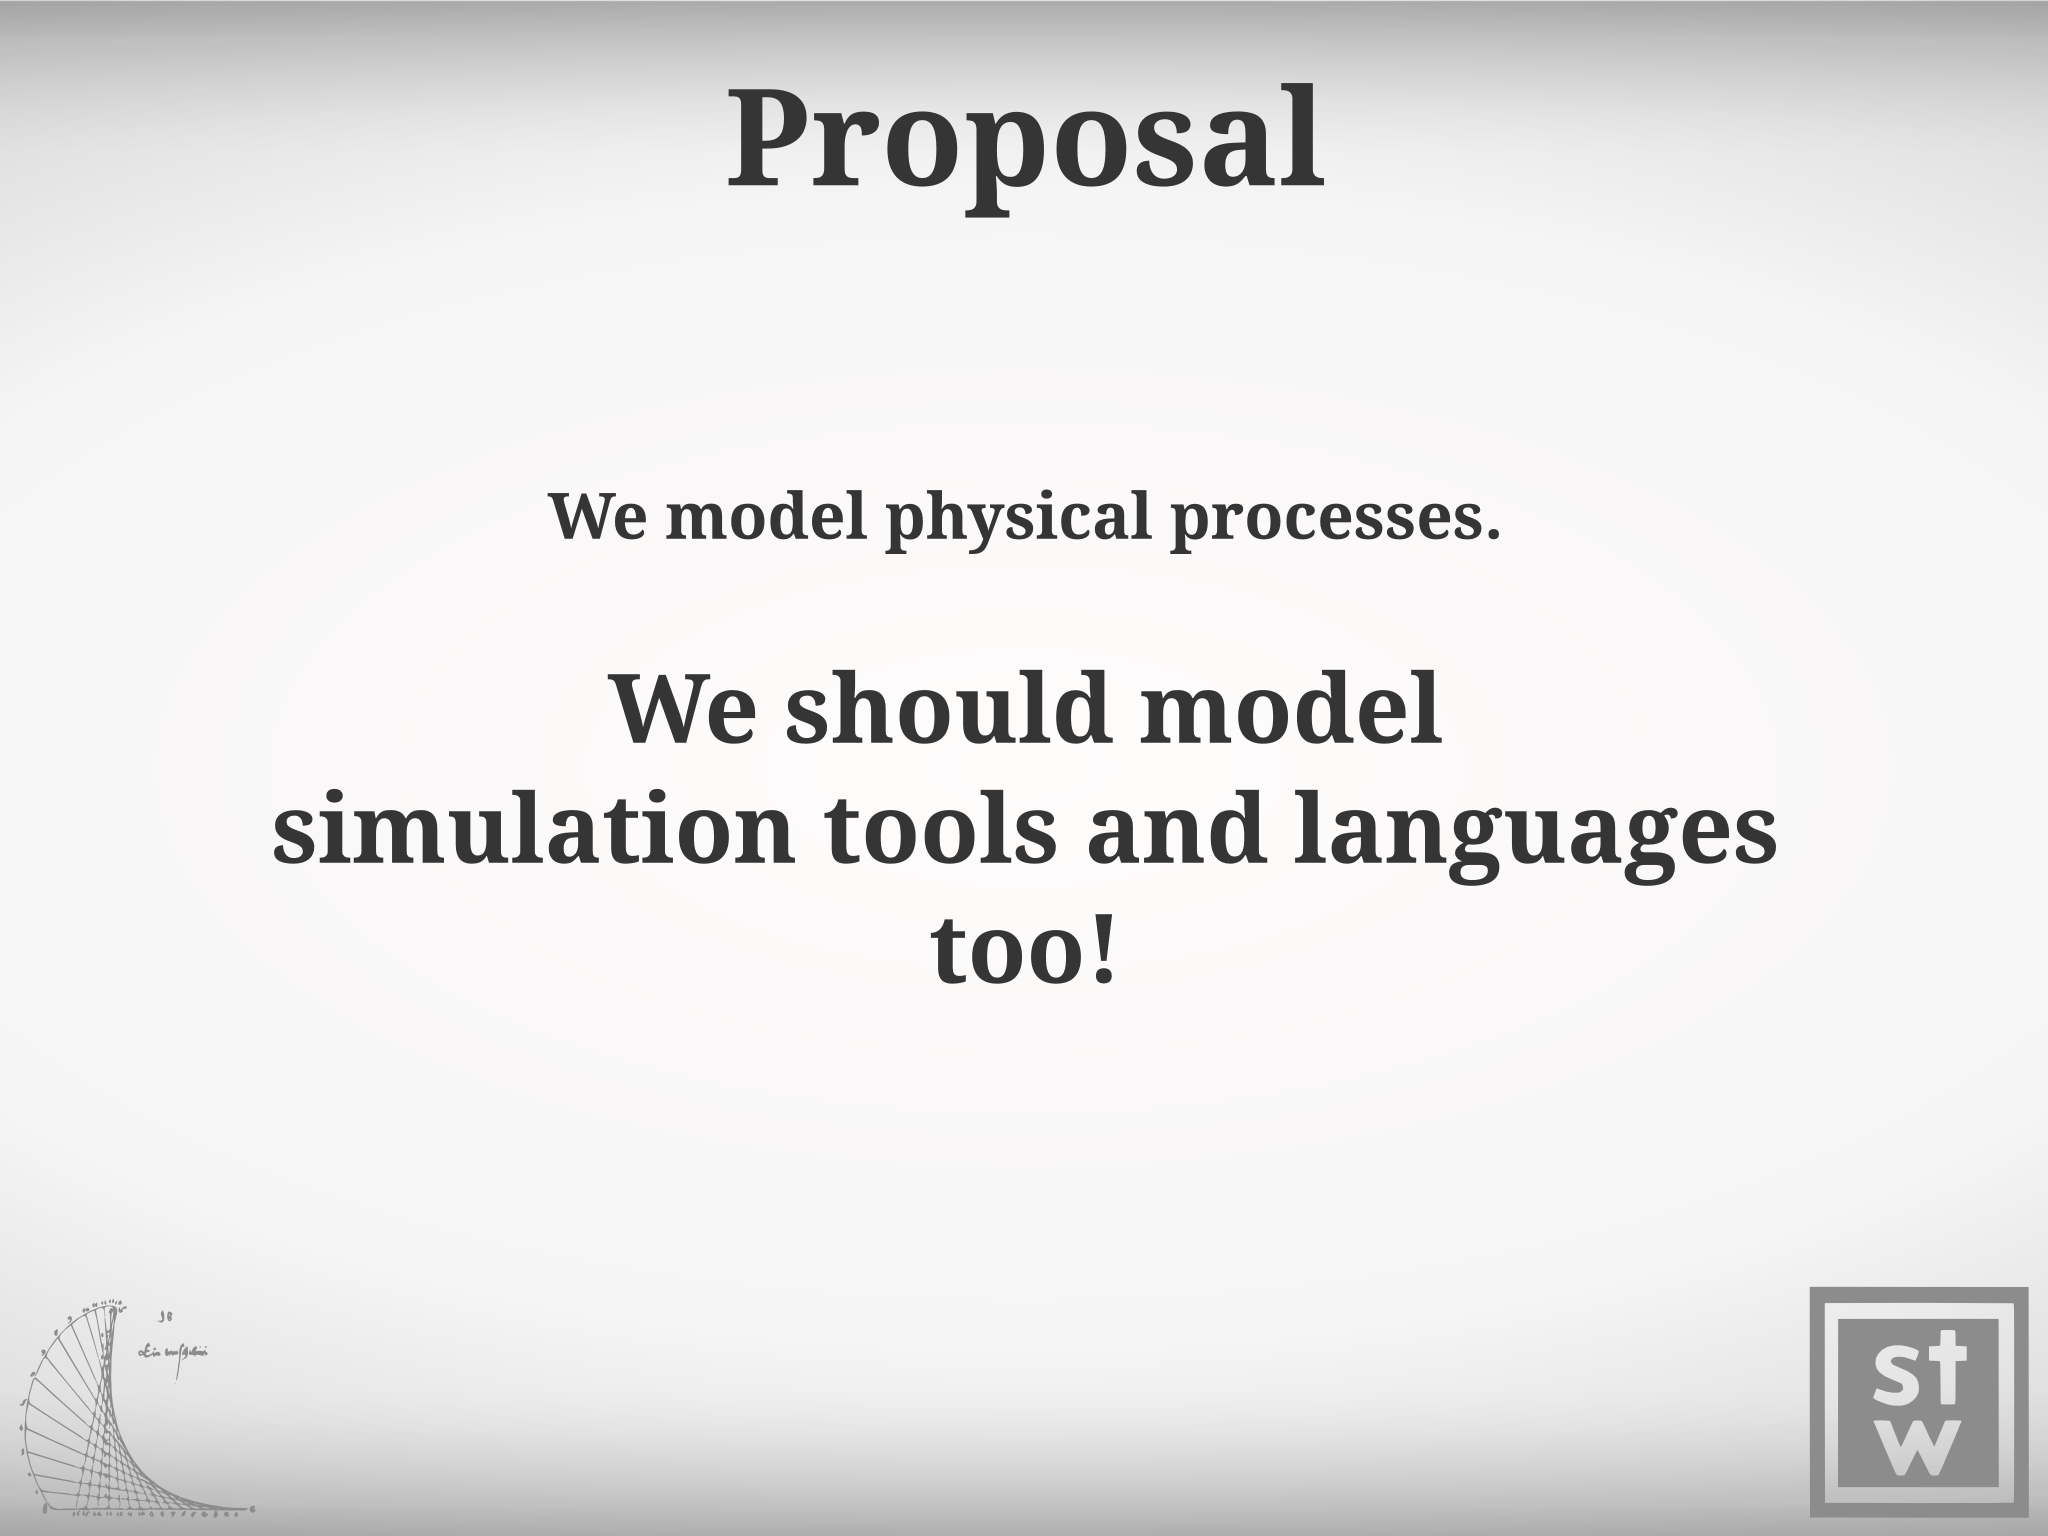 Proposal
We model physical processes.
We should model
simulation tools and languages
too!
st
w